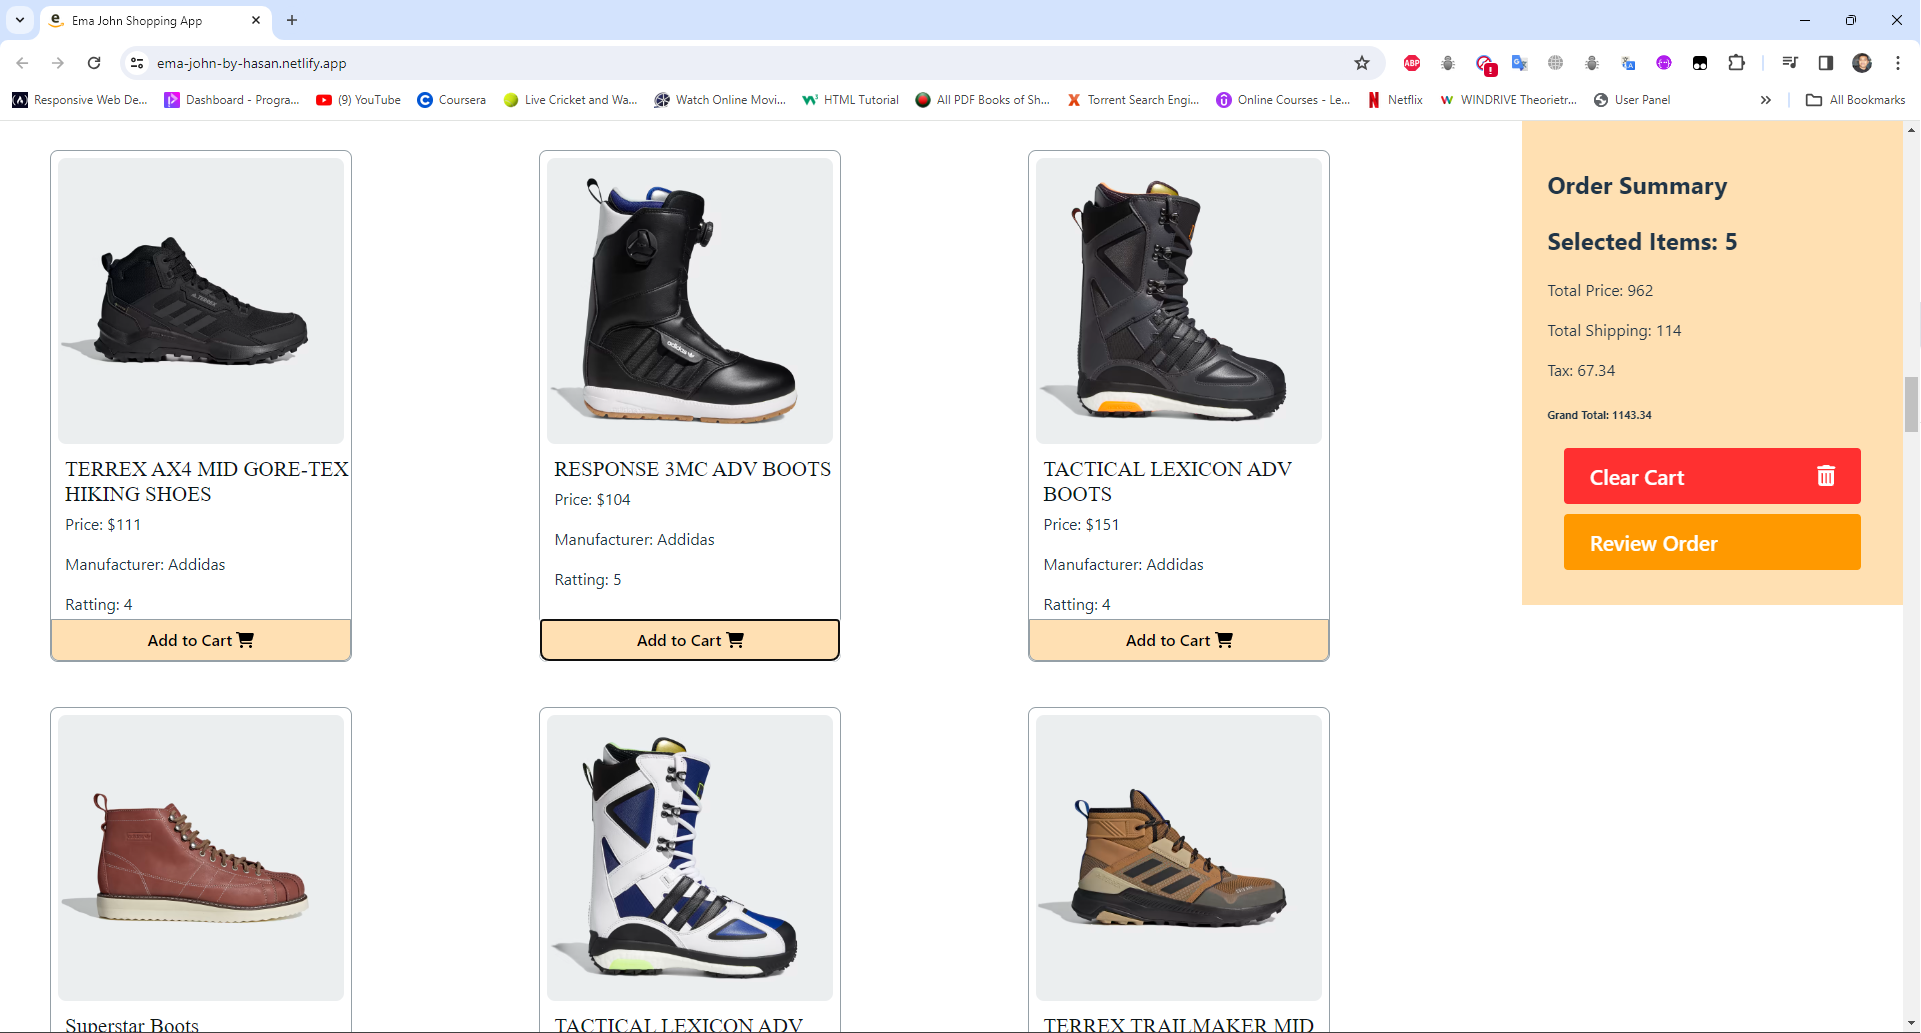 Ema John Shopping App
ema-john-by-hasan.netlify.app
ABP
Responsive Web De...
Dashboard - Progra...
(9) YouTube
Coursera
Live Cricket and Wa...
Watch Online Movi...
HTML Tutorial
All PDF Books of Sh...
Torrent Search Engi...
Online Courses - Le...
Netflix
WINDRIVE Theorietr...
User Panel
All Bookmarks
TERREX AX4 MID GORE-TEX
HIKING SHOES
Price: $111
Manufacturer: Addidas
Ratting: 4
Add to Cart
adidas
RESPONSE 3MC ADV BOOTS
Price: $104
Manufacturer: Addidas
Ratting: 5
Add to Cart
TACTICAL LEXICON ADV
BOOTS
Price: $151
Manufacturer: Addidas
Ratting: 4
Add to Cart
Order Summary
Selected Items: 5
Total Price: 962
Total Shipping: 114
Tax: 67.34
Grand Total: 1143.34
Clear Cart
Review Order
Superstar Boots
TACTICAL LEXICON ADV
TERREX TRAILMAKER MID